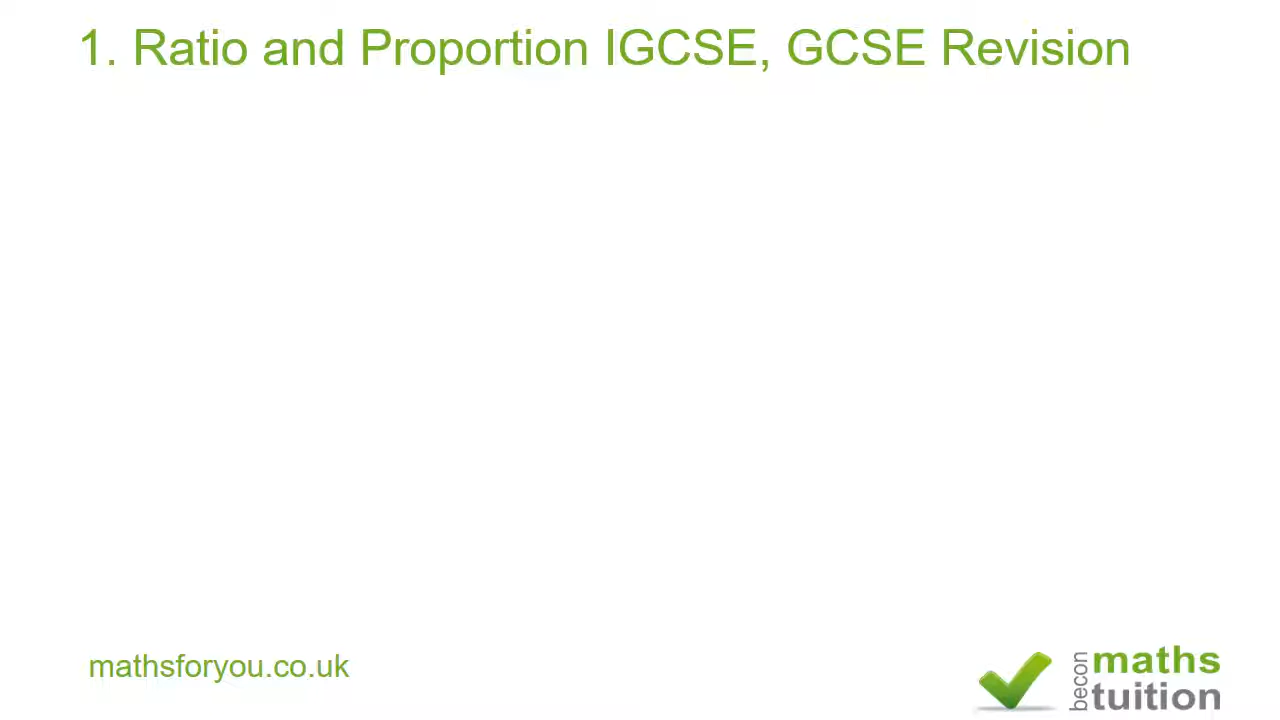 1. Ratio and Proportion IGCSE, GCSE Revision
mathsforyou.co.uk
becon
maths
tuition